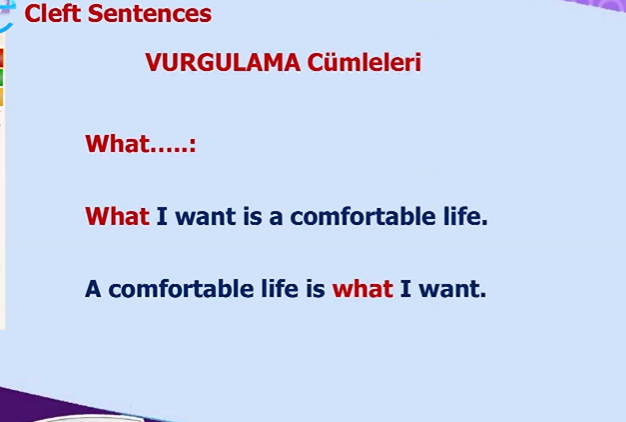 Cleft Sentences
VURGULAMA Cümleleri
What.....:
What I want is a comfortable life.
A comfortable life is what I want.